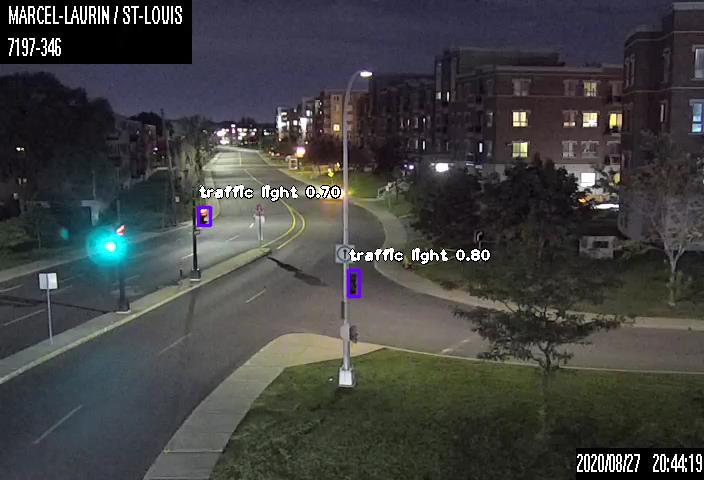 MARCEL-LAURIN / ST-LOUIS
7197-346
traffic light 0.70
traffic light 0.80
2020/08/27 20:44:19